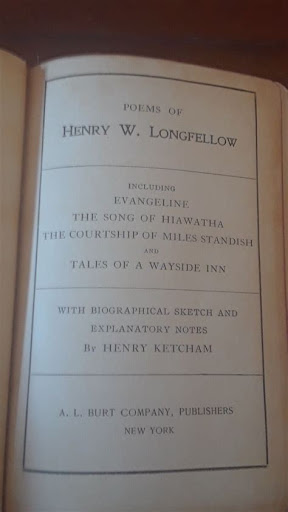 POEMS OF
HENRY W. LONGFELLOW
INCLUDING
EVANGELINE
THE SONG OF HIAWATHA
THE COURTSHIP OF MILES STANDISH
AND
TALES OF A WAYSIDE INN
WITH BIOGRAPHICAL SKETCH AND
EXPLANATORY NOTES
By HENRY KETCHAM
A. L. BURT COMPANY, PUBLISHERS
NEW YORK